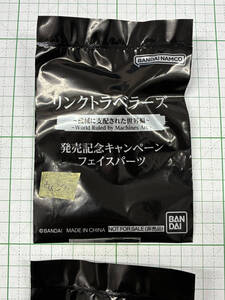 BANDAI NAMCO
リンクトラベラーズ
~機械に支配された世界編~
~World Ruled by Machines Arc~
発売記念キャンペーン
フェイスパーツ
©BANDAI MADE IN CHINA NOT FOR SALE (非売品)
BAN
DAI